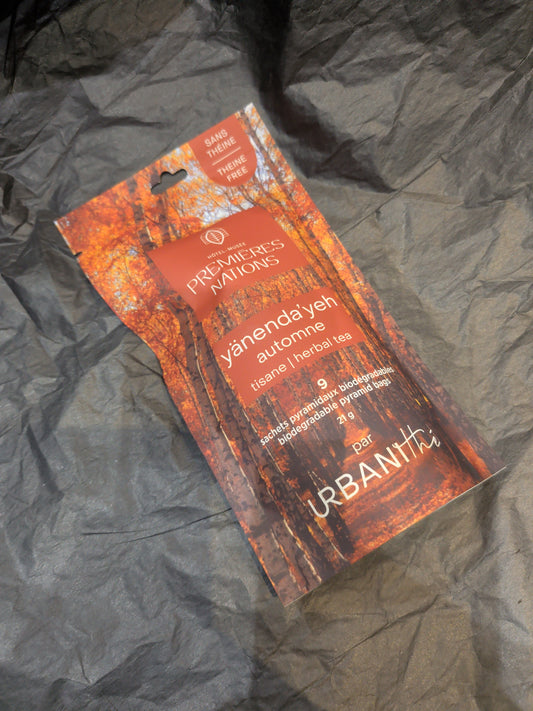 SANS
THÉINE
THEINE
FREE
HÔTEL-MUSÉE
PREMIÈRES
NATIONS
yänenda'yeh
automne
tisane | herbal tea
9
sachets pyramidaux biodégradables
biodegradable pyramid bags
21 g
par
URBANIthé